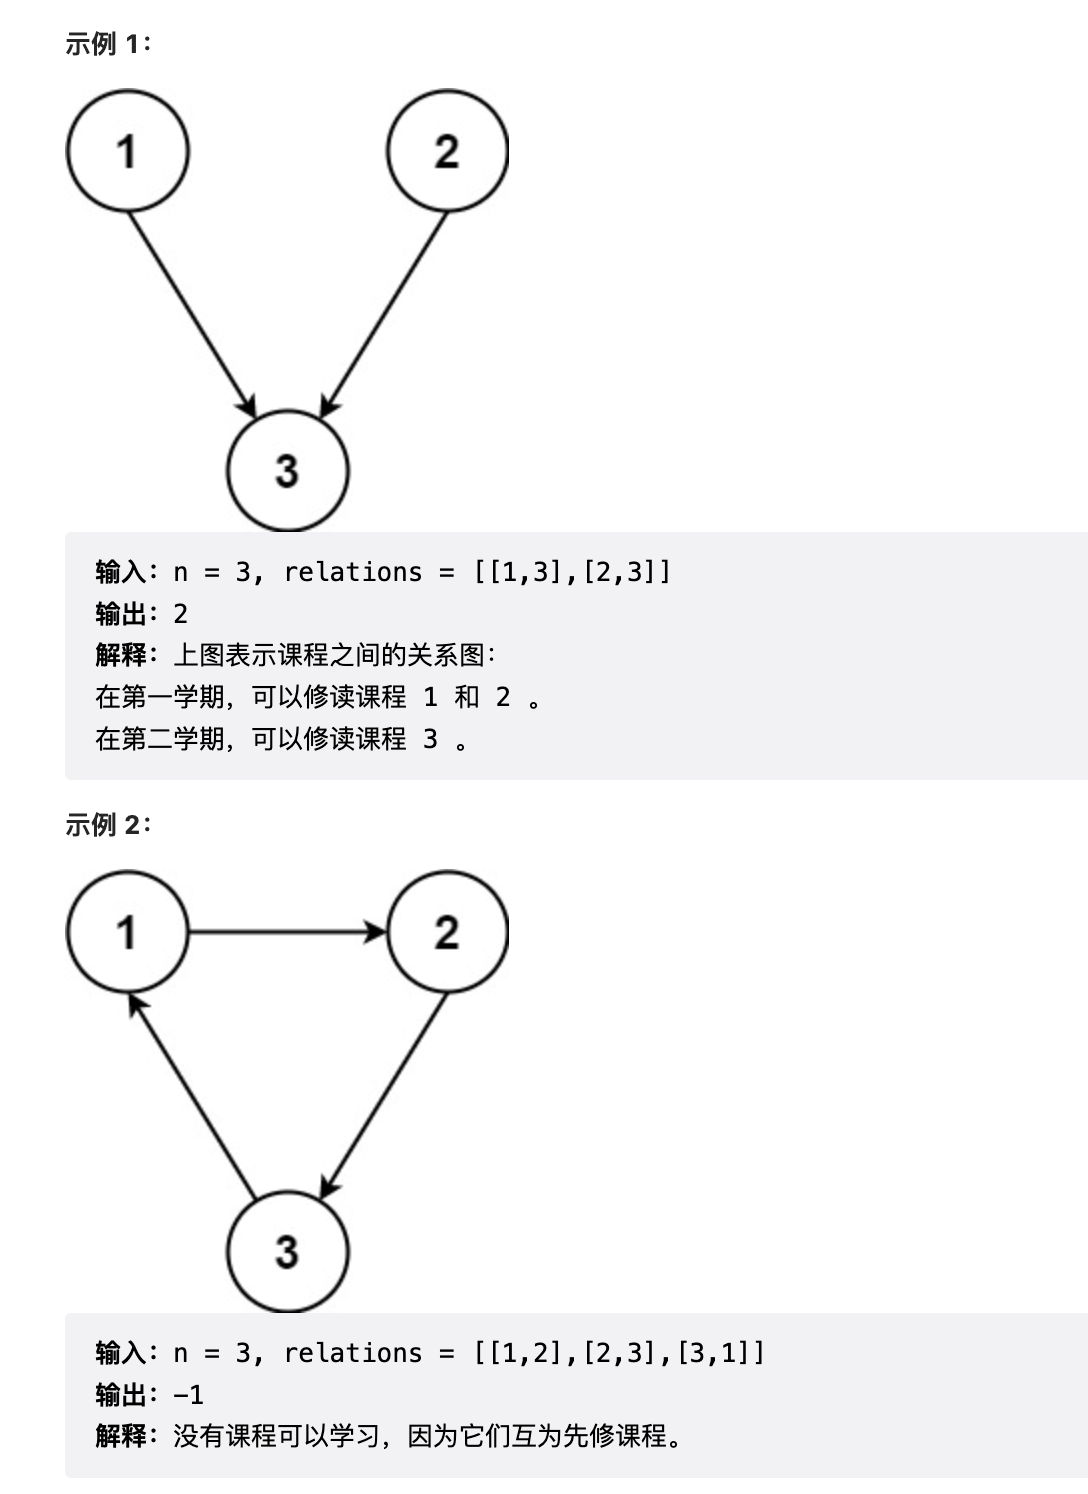 示例 1：
1
2
3
输入：n = 3, relations = [[1,3],[2,3]]
输出：2
解释：上图表示课程之间的关系图：
在第一学期，可以修读课程 1 和 2 。
在第二学期，可以修读课程 3 。
示例 2：
1
2
3
输入：n = 3, relations = [[1,2],[2,3],[3,1]]
输出：-1
解释：没有课程可以学习，因为它们互为先修课程。